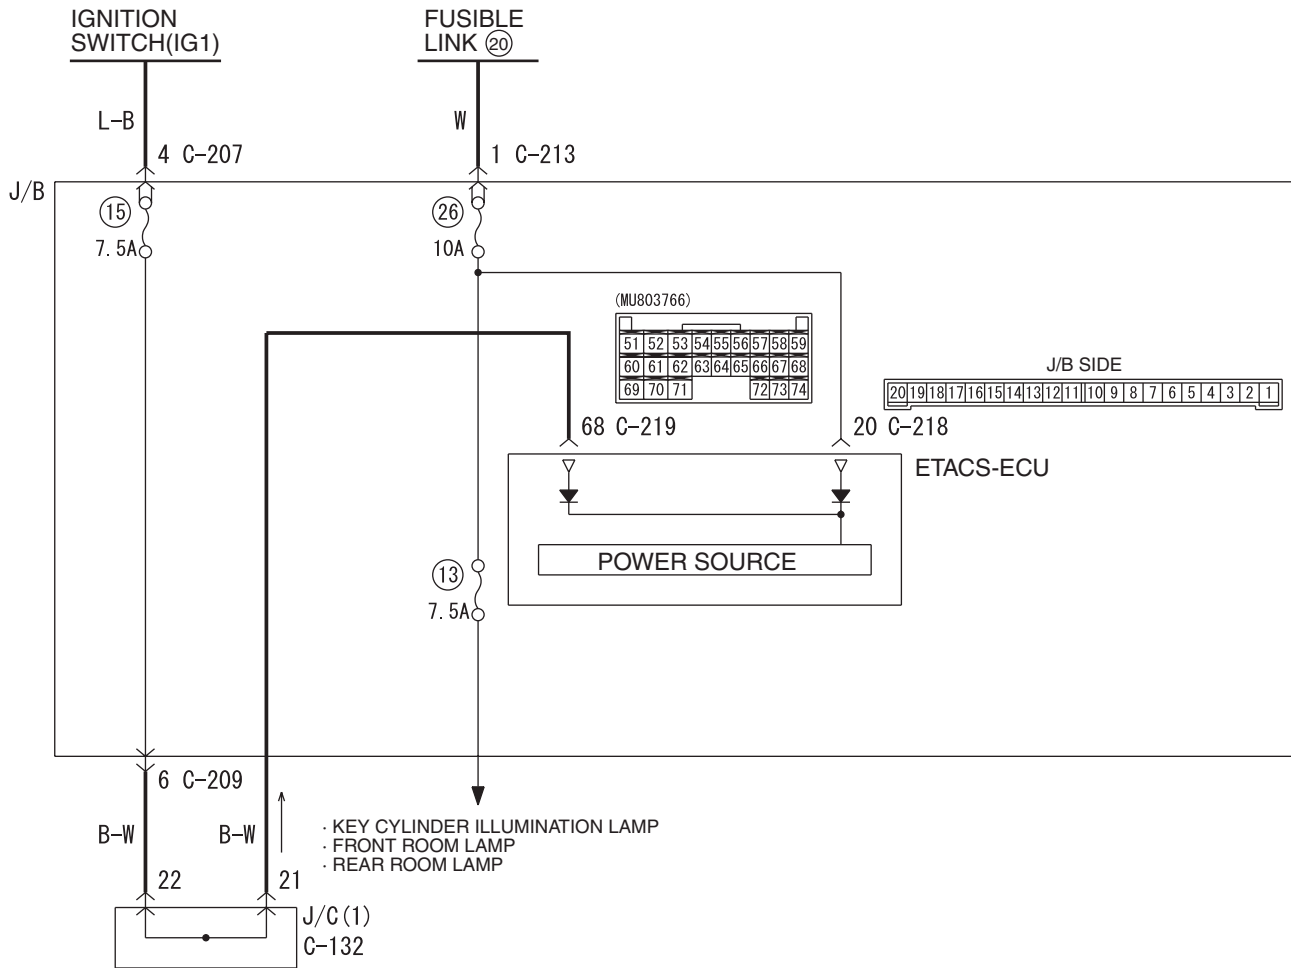 IGNITION
SWITCH(IG1)
FUSIBLE
LINK ⑳
L-B
W
4 C-207
1 C-213
J/B
⑮
7.5A
㉖
10A
(MU803766)
51 52 53 54 55 56 57 58 59
60 61 62 63 64 65 66 67 68
69 70 71 72 73 74
J/B SIDE
20 19 18 17 16 15 14 13 12 11 10 9 8 7 6 5 4 3 2 1
68 C-219
20 C-218
ETACS-ECU
POWER SOURCE
⑬
7.5A
6 C-209
B-W
B-W
· KEY CYLINDER ILLUMINATION LAMP
· FRONT ROOM LAMP
· REAR ROOM LAMP
22
21
J/C(1)
C-132